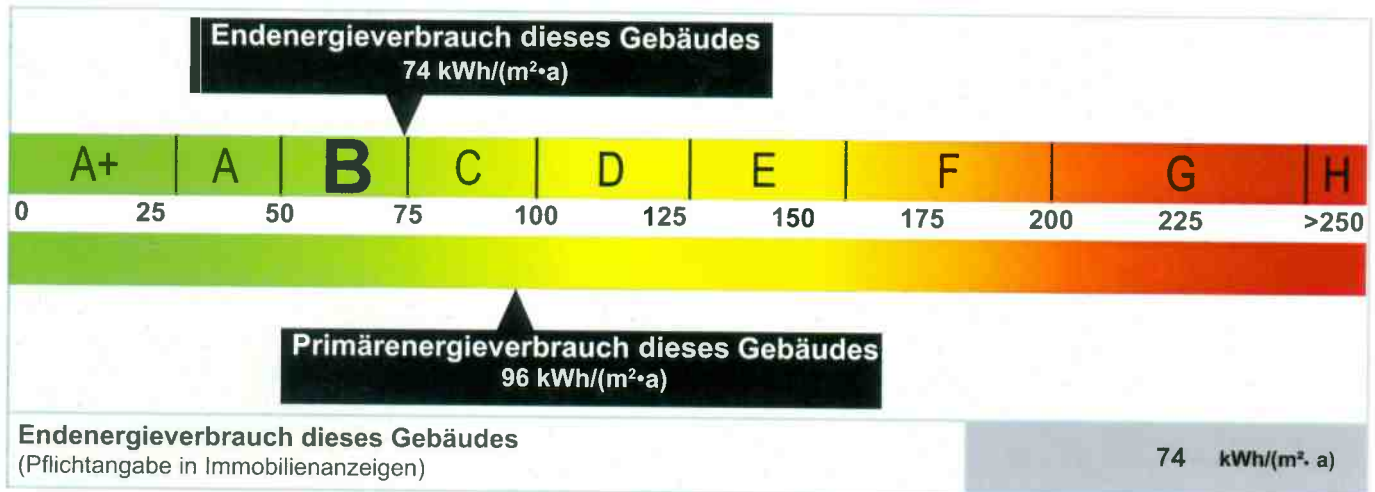 Endenergieverbrauch dieses Gebäudes
74 kWh/(m²•a)
A+ A B C D E F G H
0 25 50 75 100 125 150 175 200 225 >250
Primärenergieverbrauch dieses Gebäudes
96 kWh/(m²•a)
Endenergieverbrauch dieses Gebäudes
(Pflichtangabe in Immobilienanzeigen)
74 kWh/(m²· a)